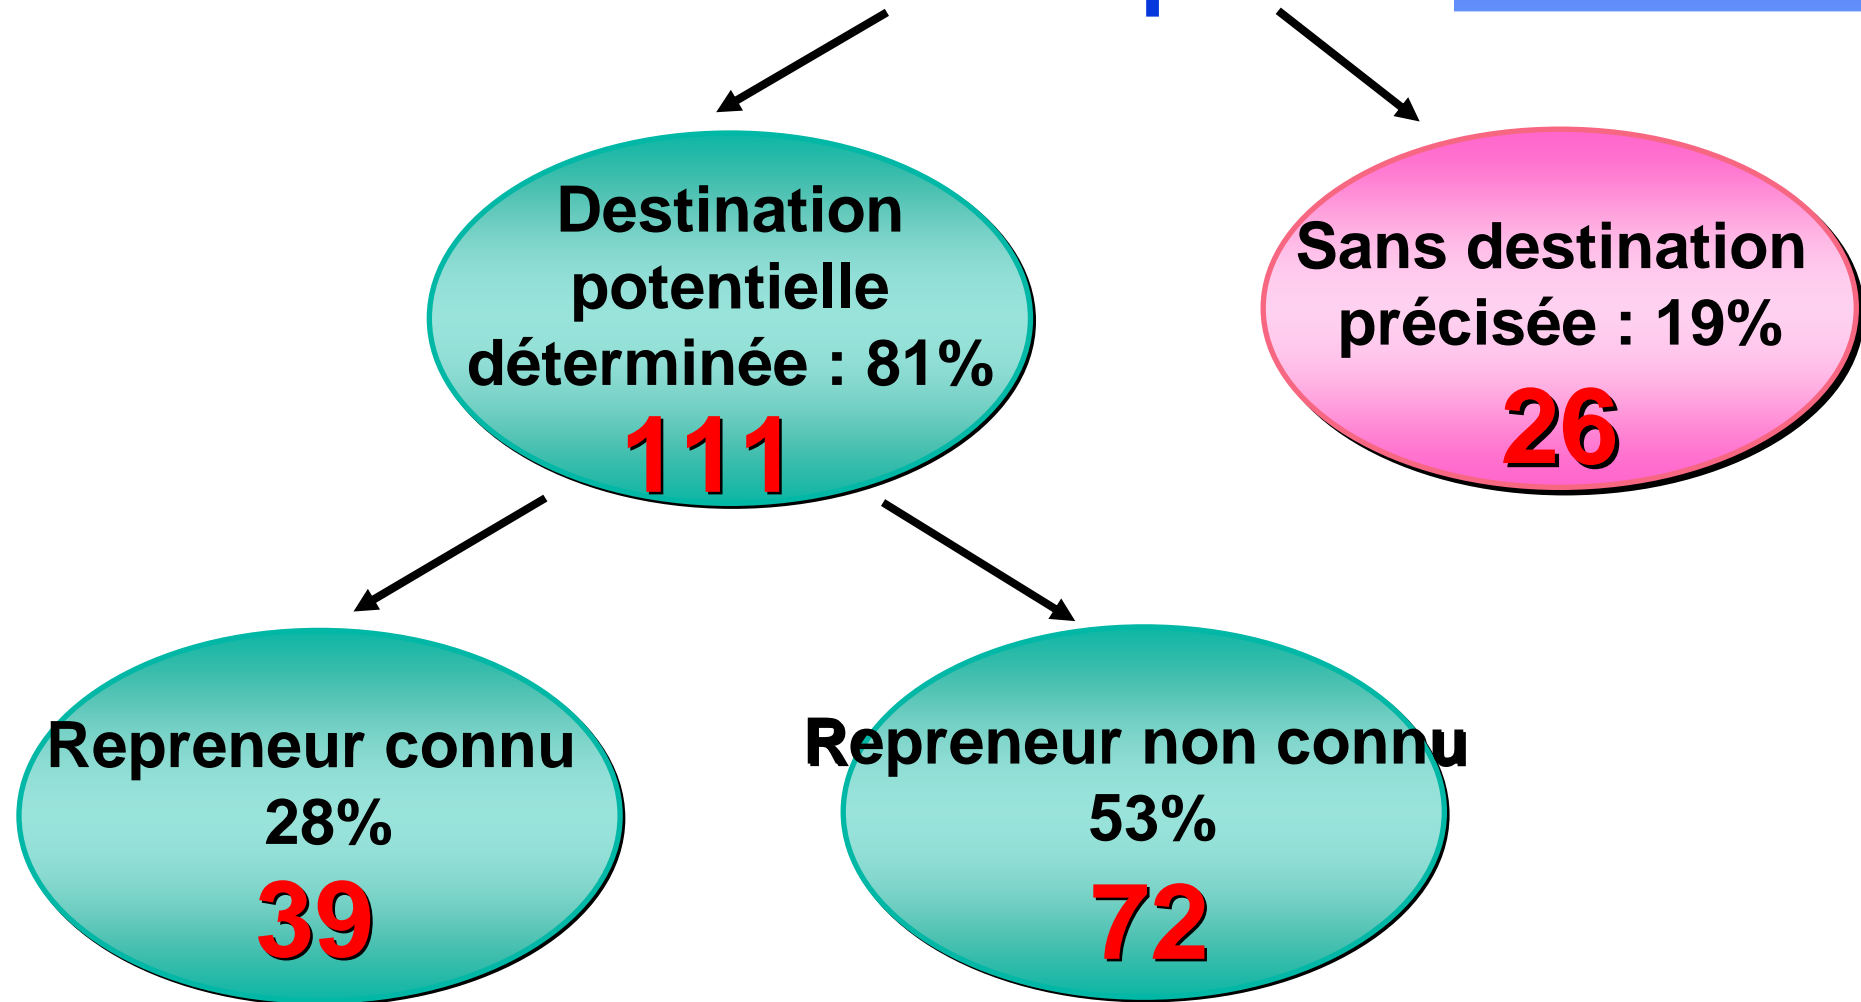 Destination
potentielle
déterminée : 81%
111
Sans destination
précisée : 19%
26
Repreneur connu
28%
39
Repreneur non connu
53%
72